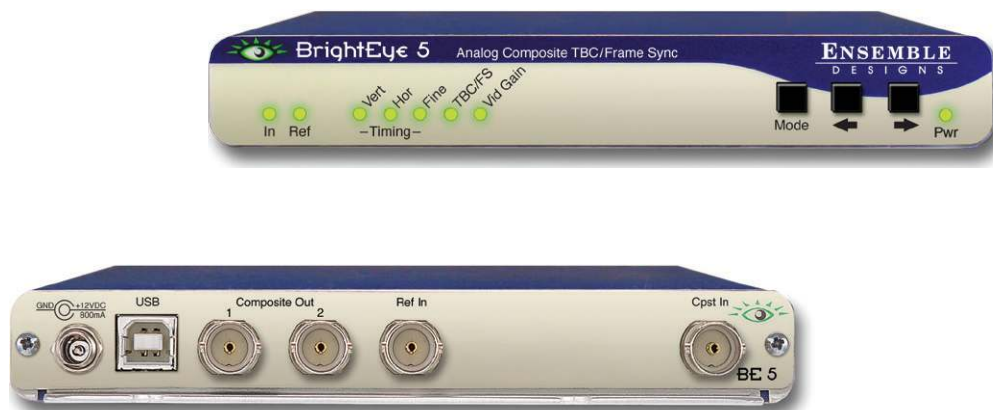 BrightEye 5 Analog Composite TBC/Frame Sync ENSEMBLE
DESIGNS
Vert Hor Fine TBC/FS Vid Gain
In Ref –Timing– Mode Pwr
GND +12VDC
800mA
USB Composite Out Ref In Cpst In
1 2
BE 5